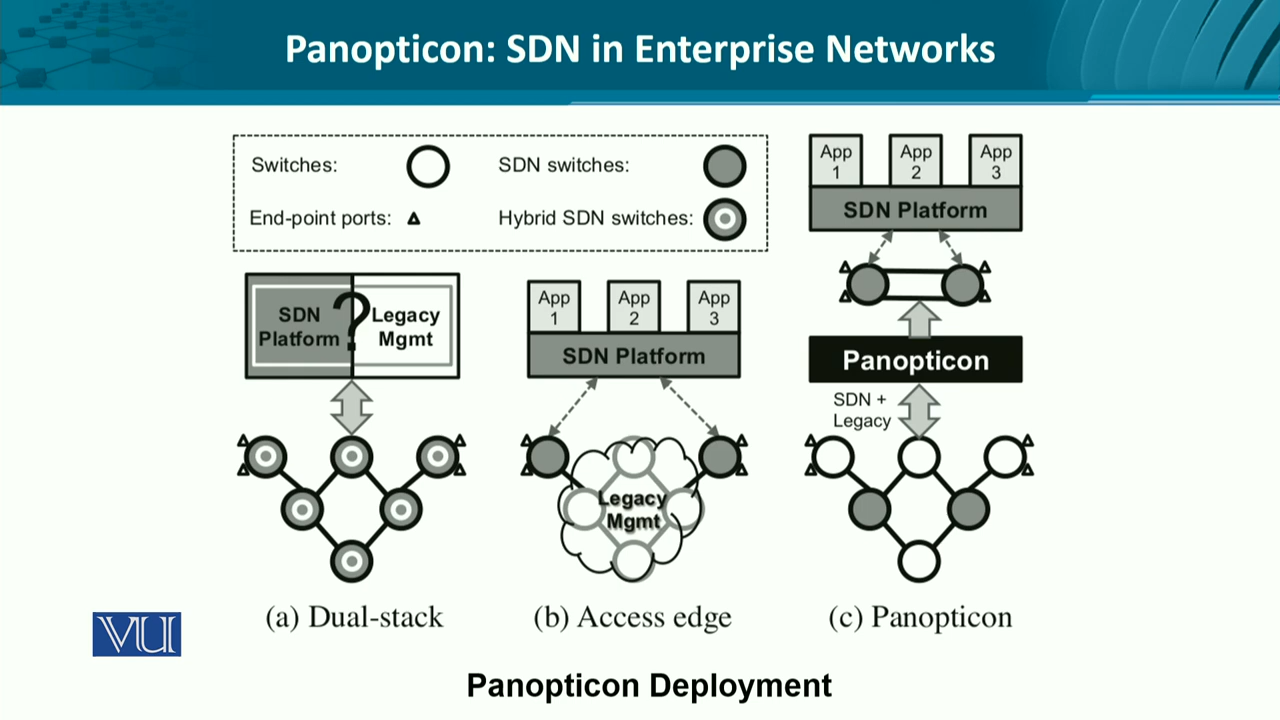 Panopticon: SDN in Enterprise Networks
Switches:
SDN switches:
End-point ports:
Hybrid SDN switches:
SDN
Platform
?
Legacy
Mgmt
(a) Dual-stack
App
1
App
2
App
3
SDN Platform
Legacy
Mgmt
(b) Access edge
App
1
App
2
App
3
SDN Platform
Panopticon
SDN +
Legacy
(c) Panopticon
VU
Panopticon Deployment